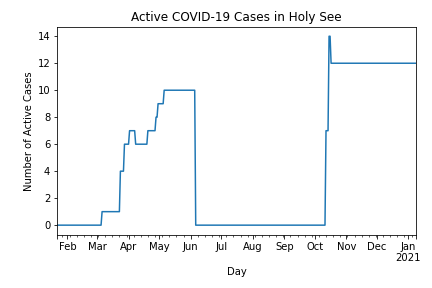 Active COVID-19 Cases in Holy See
14
12
10
8
6
4
2
0
Number of Active Cases
Feb Mar Apr May Jun Jul Aug Sep Oct Nov Dec Jan
2021
Day